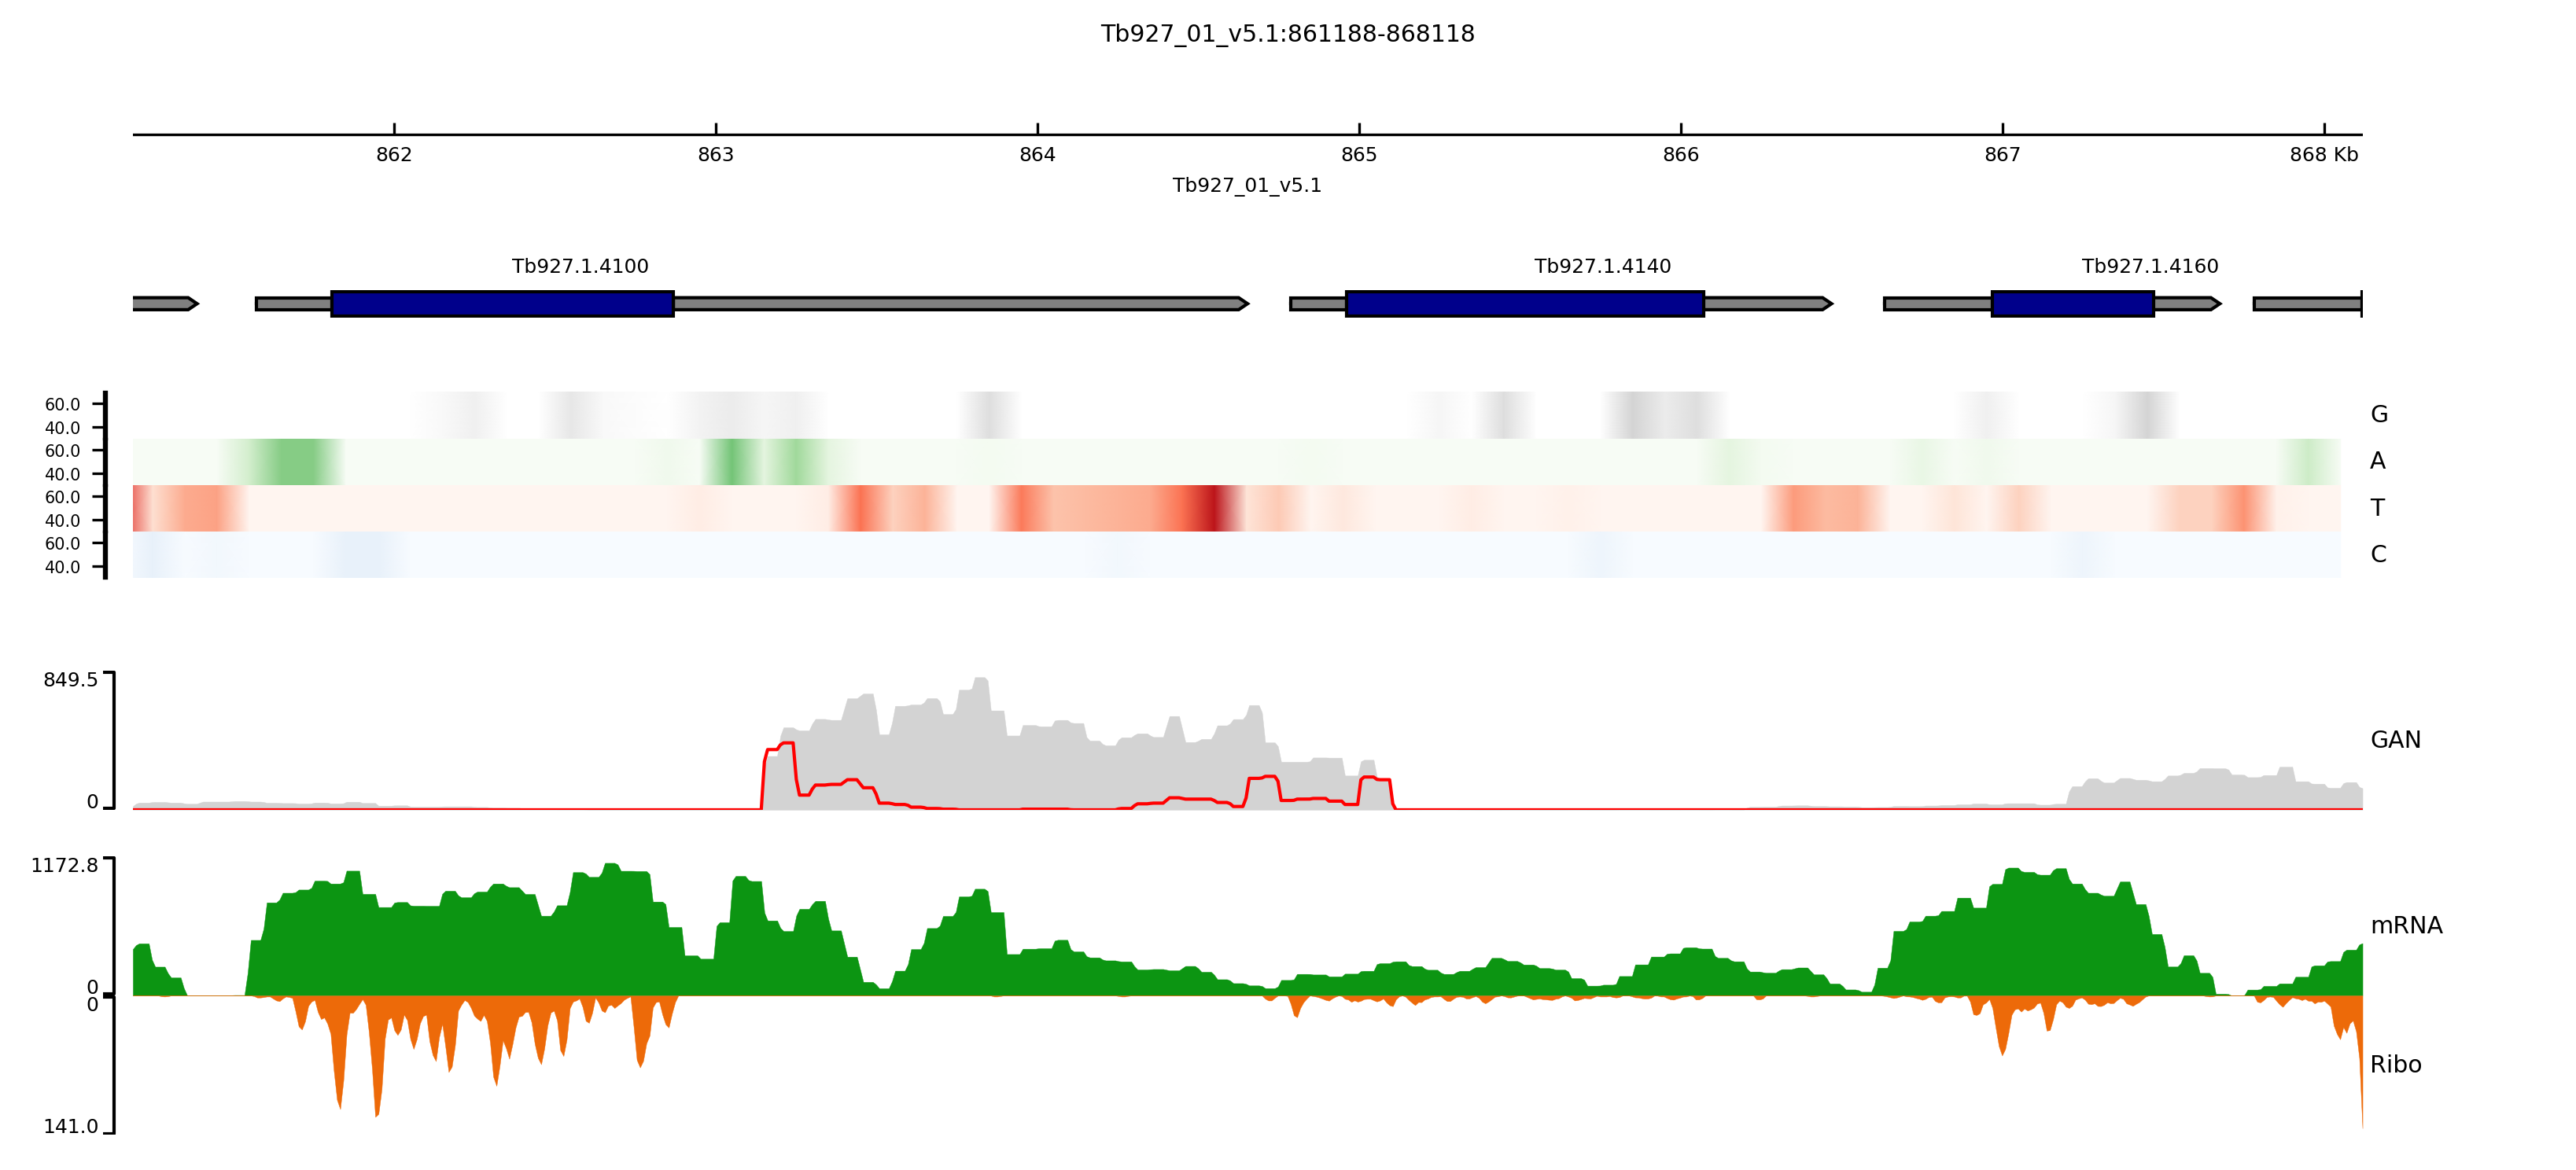 Tb927_01_v5.1:861188-868118
862 863 864 865 866 867 868 Kb
Tb927_01_v5.1
Tb927.1.4100 Tb927.1.4140 Tb927.1.4160
60.0
40.0
G
60.0
40.0
A
60.0
40.0
T
60.0
40.0
C
849.5
GAN
0
1172.8
mRNA
0
0
Ribo
141.0